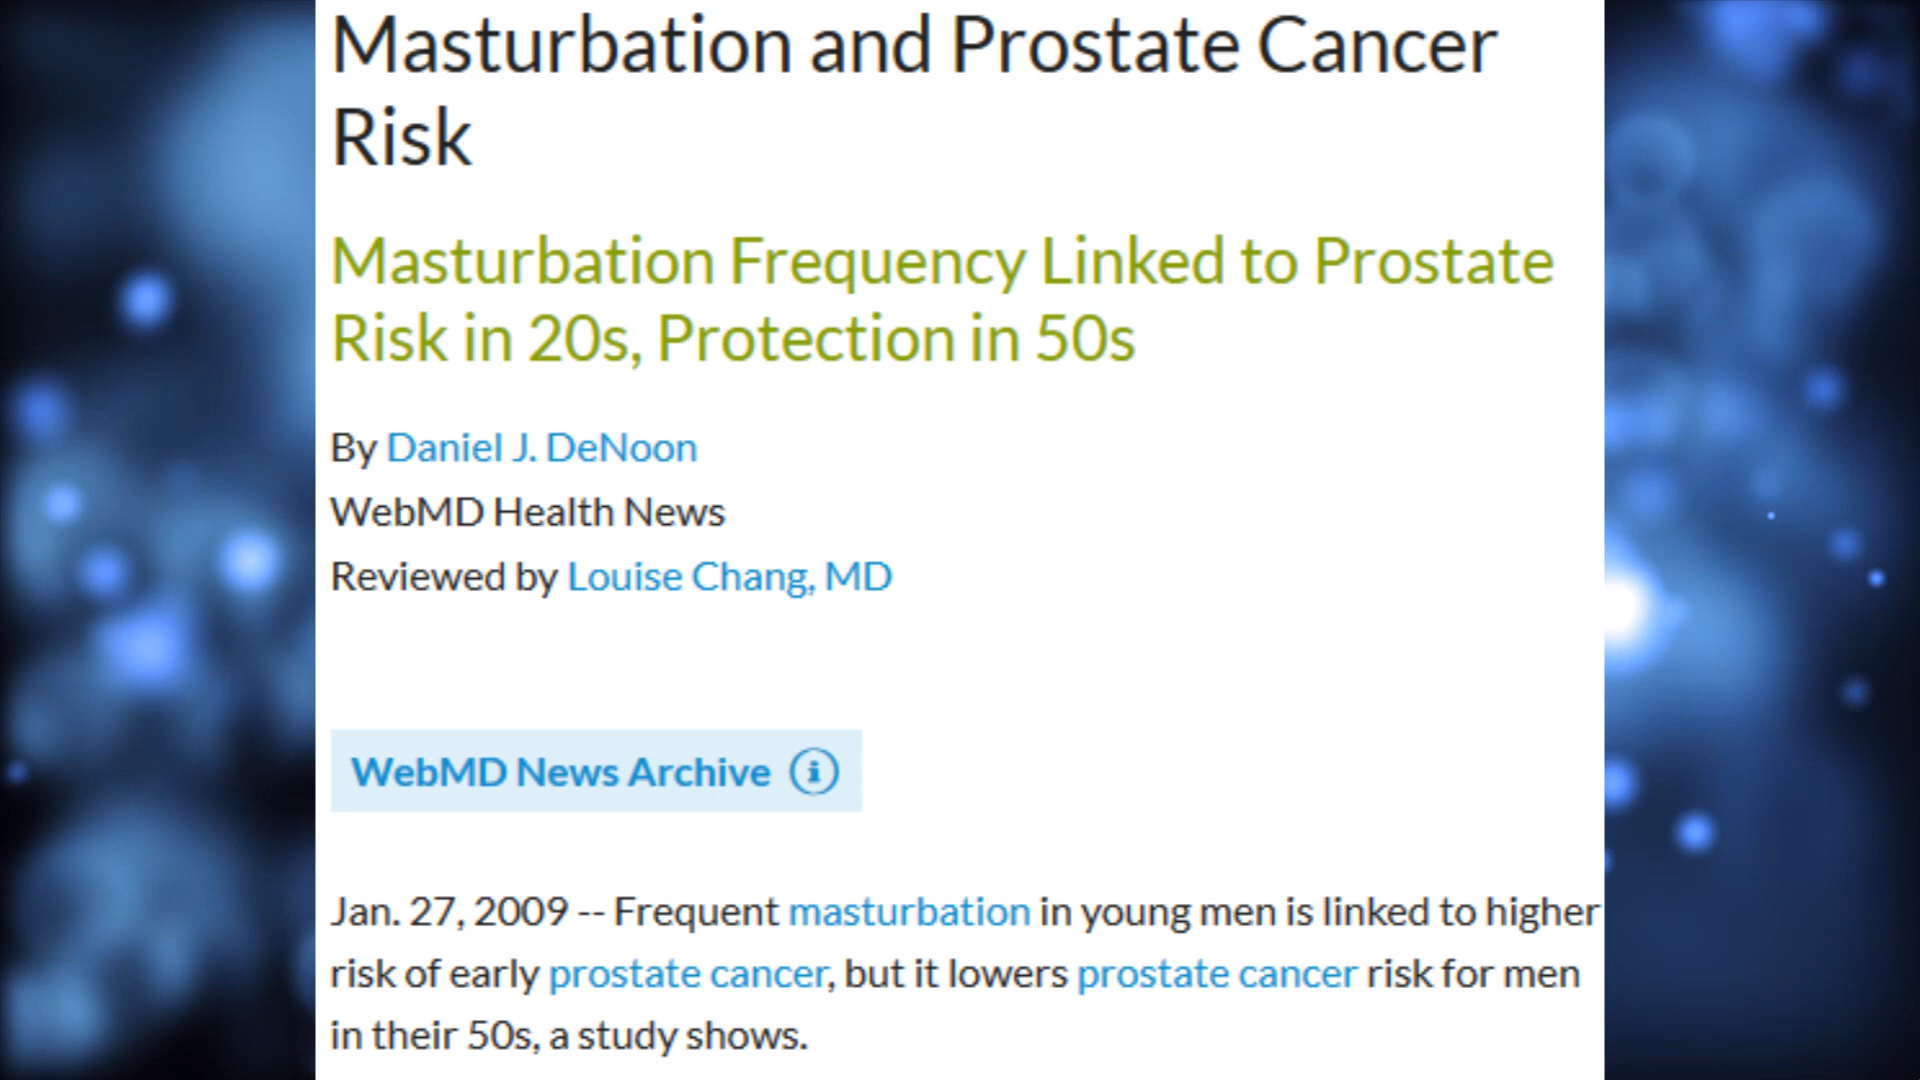 Masturbation and Prostate Cancer
Risk
Masturbation Frequency Linked to Prostate
Risk in 20s, Protection in 50s
By Daniel J. DeNoon
WebMD Health News
Reviewed by Louise Chang, MD
WebMD News Archive
Jan. 27, 2009 -- Frequent masturbation in young men is linked to higher
risk of early prostate cancer, but it lowers prostate cancer risk for men
in their 50s, a study shows.